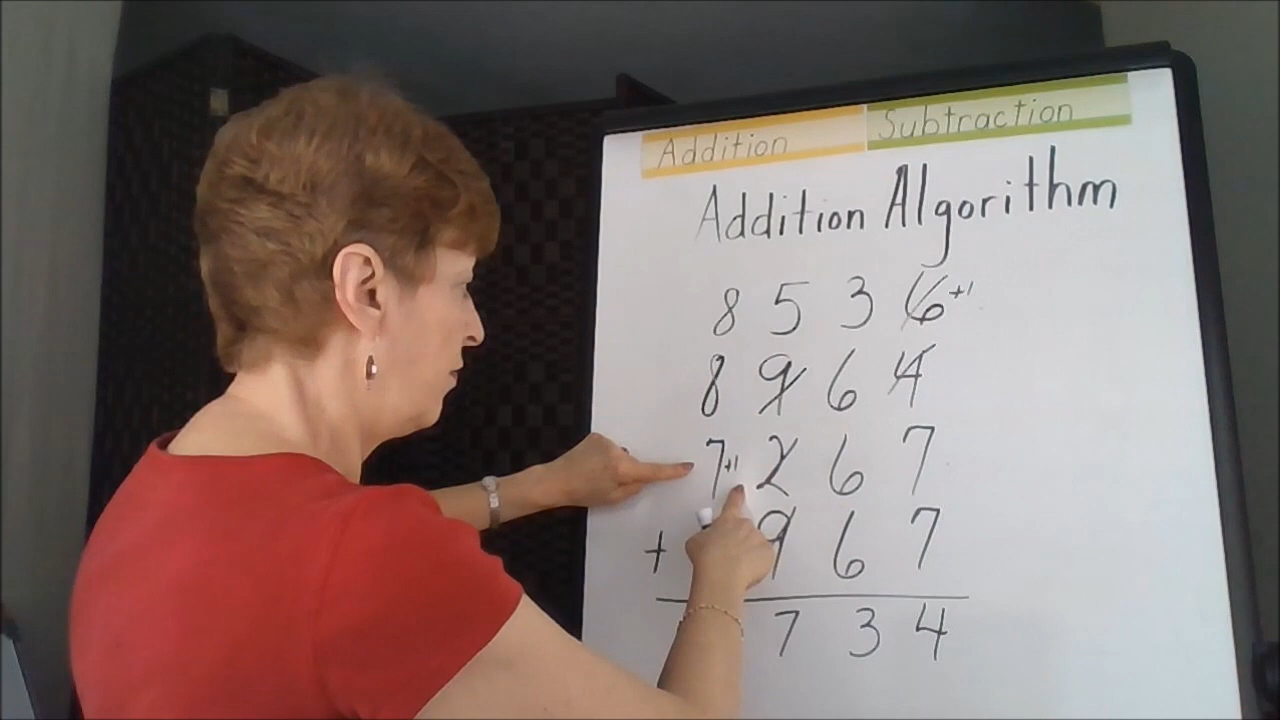 Addition Subtraction
Addition Algorithm
8 5 3 6 +1
8 9 6 4
7 +1 2 6 7
+ 9 6 7
7 3 4